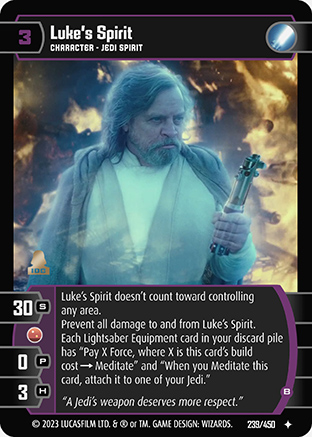 3
Luke's Spirit
CHARACTER - JEDI SPIRIT
30 S
0 P
3 H
Luke's Spirit doesn't count toward controlling
any area.
Prevent all damage to and from Luke's Spirit.
Each Lightsaber Equipment card in your discard pile
has "Pay X Force, where X is this card's build
cost → Meditate" and "When you Meditate this
card, attach it to one of your Jedi."
"A Jedi's weapon deserves more respect."
B
© 2023 LUCASFILM LTD. & ® or TM. GAME DESIGN: WIZARDS.
239/450